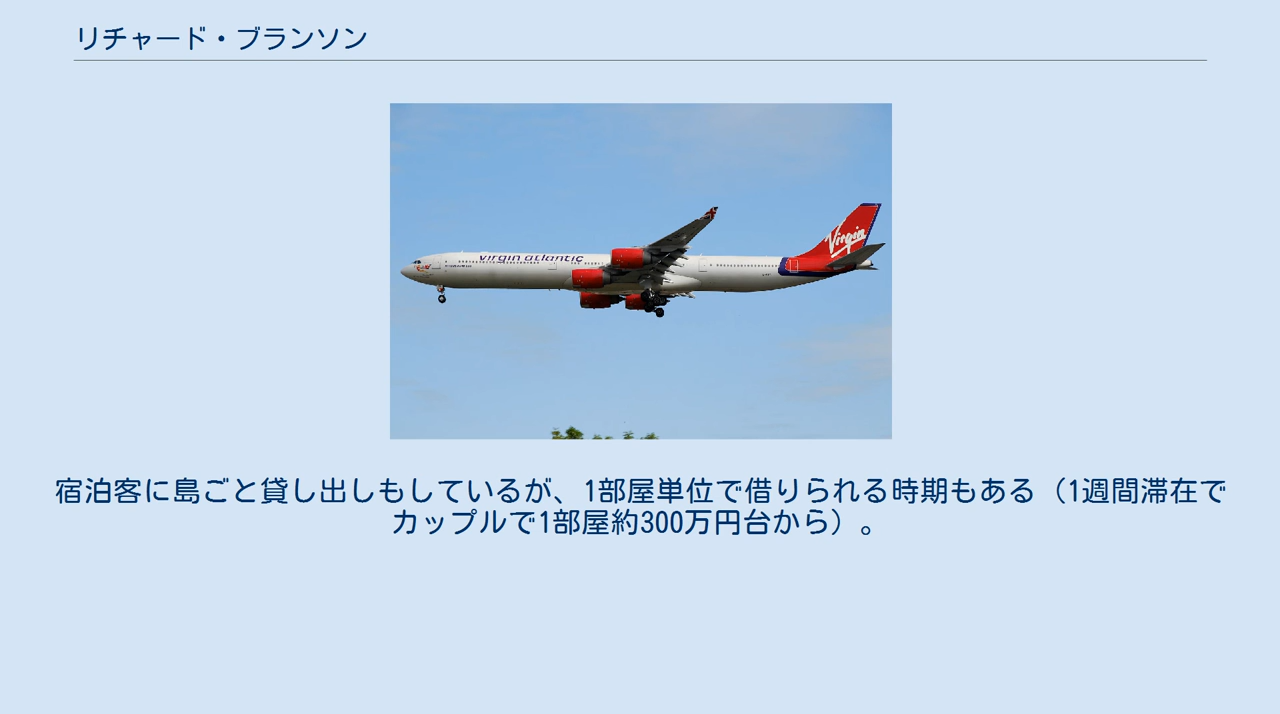 リチャード・ブランソン
virgin atlantic
Virgin
宿泊客に島ごと貸し出しもしているが、1部屋単位で借りられる時期もある（1週間滞在で
カップルで1部屋約300万円台から）。